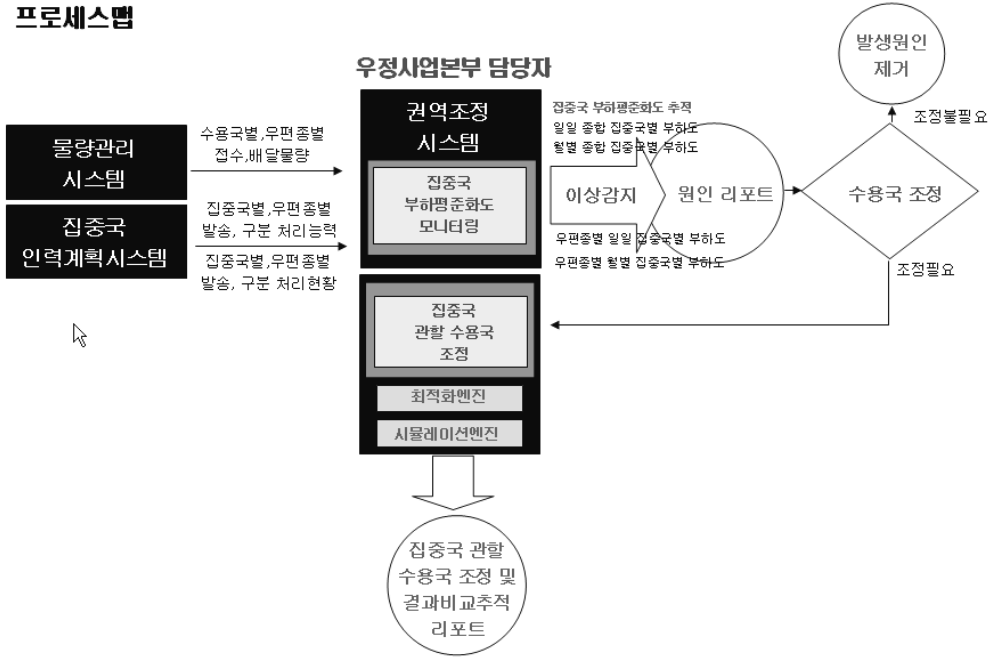 프로세스맵
우정사업본부 담당자
물량관리
시스템
집중국
인력계획시스템
수용국별,우편종별
접수,배달물량
집중국별,우편종별
발송, 구분 처리능력
집중국별,우편종별
발송, 구분 처리현황
권역조정
시스템
집중국
부하평준화도
모니터링
집중국
관할 수용국
조정
최적화엔진
시뮬레이션엔진
집중국 부하평준화도 추적
일일 종합 집중국별 부하도
월별 종합 집중국별 부하도
이상감지
원인 리포트
우편종별 일일 집중국별 부하도
우편종별 월별 집중국별 부하도
발생원인
제거
조정불필요
수용국 조정
조정필요
집중국 관할
수용국 조정 및
결과비교추적
리포트